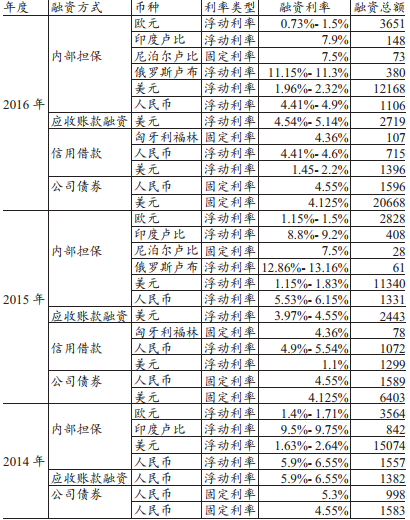 年度 融资方式 币种 利率类型 融资利率 融资总额
欧元 浮动利率 0.73%-1.5% 3651
印度卢比 浮动利率 7.9% 148
尼泊尔卢比 固定利率 7.5% 73
内部担保 俄罗斯卢布 浮动利率 11.15%-11.3% 380
美元 浮动利率 1.96%-2.32% 12168
2016年 人民币 浮动利率 4.41%-4.9% 1106
应收账款融资 美元 浮动利率 4.54%-5.14% 2719
匈牙利福林 固定利率 4.36% 107
信用借款 人民币 浮动利率 4.41%-4.6% 715
美元 浮动利率 1.45-2.2% 1396
公司债券 人民币 固定利率 4.55% 1596
美元 固定利率 4.125% 20668
欧元 浮动利率 1.15%-1.5% 2828
印度卢比 浮动利率 8.8%-9.2% 408
内部担保 尼泊尔卢比 固定利率 7.5% 28
俄罗斯卢布 浮动利率 12.86%-13.16% 61
美元 浮动利率 1.15%-1.83% 11340
2015年 人民币 浮动利率 5.53%-6.15% 1331
应收账款融资 美元 浮动利率 3.97%-4.55% 2443
匈牙利福林 固定利率 4.36% 78
信用借款 人民币 浮动利率 4.9%-5.54% 1072
美元 浮动利率 1.1% 1299
公司债券 人民币 固定利率 4.55% 1589
美元 固定利率 4.125% 6403
欧元 浮动利率 1.4%-1.71% 3564
内部担保 印度卢比 浮动利率 9.5%-9.75% 842
美元 浮动利率 1.63%-2.64% 15074
2014年 人民币 浮动利率 5.9%-6.55% 1557
应收账款融资 人民币 浮动利率 5.9%-6.55% 1382
公司债券 人民币 固定利率 5.3% 998
人民币 固定利率 4.55% 1583